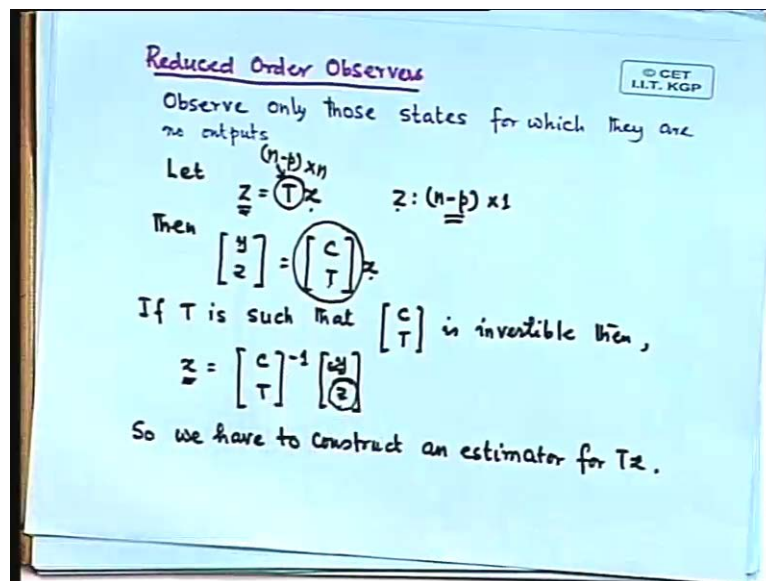 Reduced Order Observers
© CET
I.I.T. KGP
Observe only those states for which they are
no outputs
(n-p) x n
Let z = T x z : (n-p) x 1
Then
[ y z ] = [ C T ] x
If T is such that [ C T ] is invertible then,
x = [ C T ]⁻¹ [ y z ]
So we have to construct an estimator for Tx.